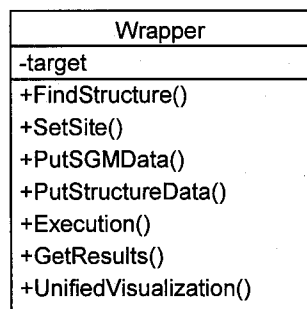 Wrapper
-target
+FindStructure()
+SetSite()
+PutSGMData()
+PutStructureData()
+Execution()
+GetResults()
+UnifiedVisualization()